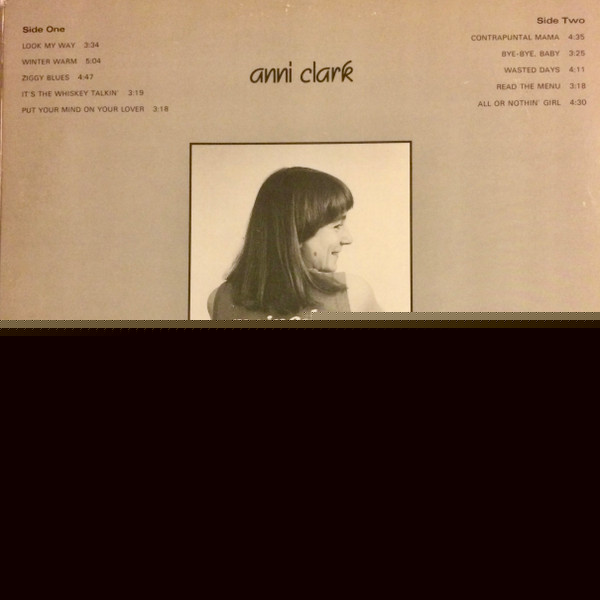 Side One
LOOK MY WAY 3:34
WINTER WARM 5:04
ZIGGY BLUES 4:47
IT'S THE WHISKEY TALKIN' 3:19
PUT YOUR MIND ON YOUR LOVER 3:18
anni clark
Side Two
CONTRAPUNTAL MAMA 4:35
BYE-BYE, BABY 3:25
WASTED DAYS 4:11
READ THE MENU 3:18
ALL OR NOTHIN' GIRL 4:30